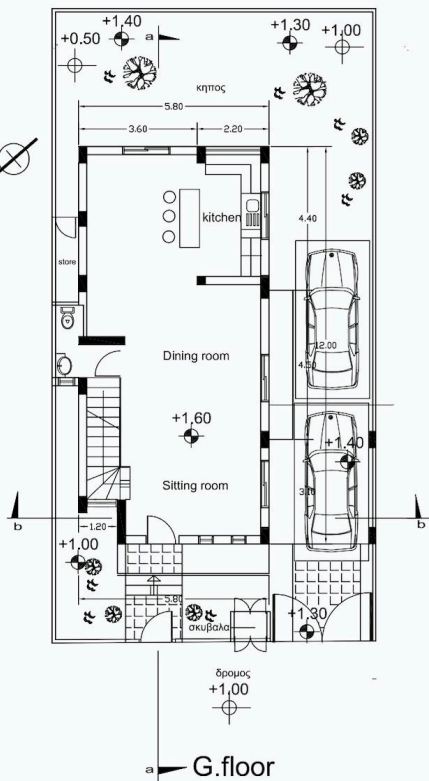 +1.40
+1.30
+0.50
a
+1.00
κηπος
5.80
3.60
2.20
kitchen
4.40
store
12.00
Dining room
4.50
+1.60
+1.40
Sitting room
3.10
b
b
1.20
+1.00
5.80
σκυβαλα
+1.30
δρομος
+1.00
a
G.floor